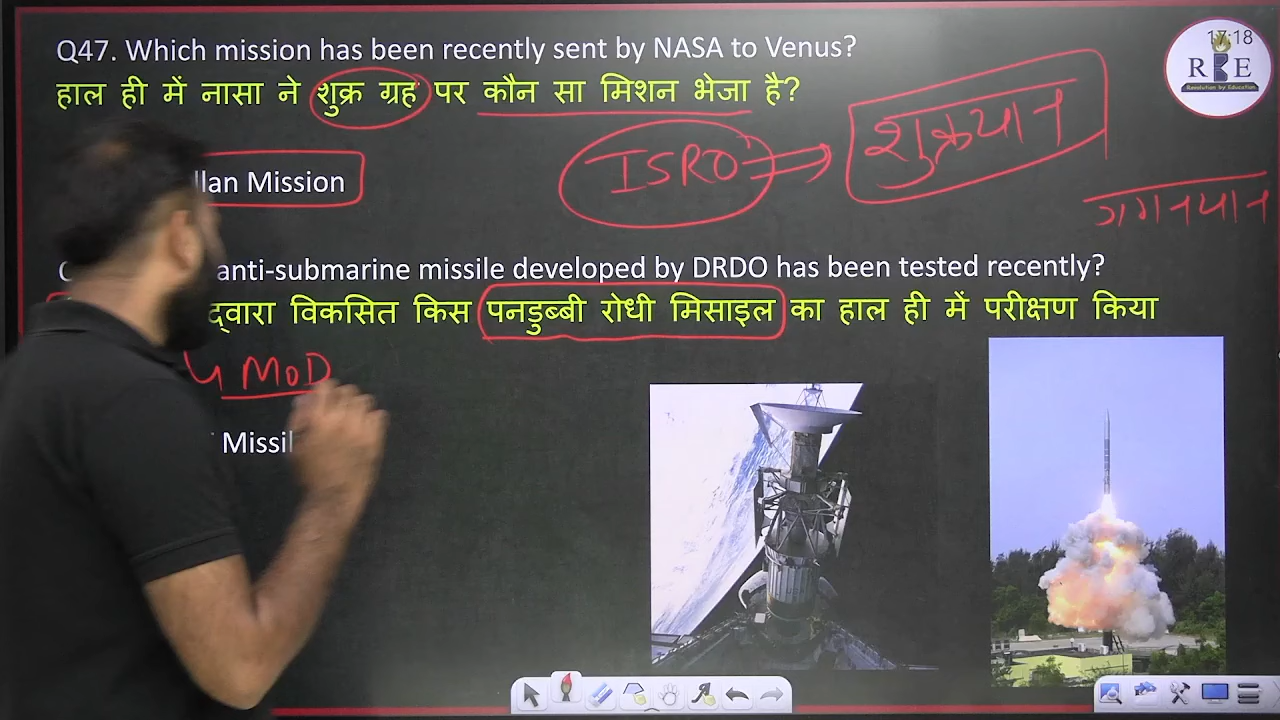 Q47. Which mission has been recently sent by NASA to Venus?
हाल ही में नासा ने शुक्र ग्रह पर कौन सा मिशन भेजा है?
17:18
R E
Revolution by Education
ISRO
शुक्रयान
llan Mission
गगनयान
anti-submarine missile developed by DRDO has been tested recently?
द्वारा विकसित किस पनडुब्बी रोधी मिसाइल का हाल ही में परीक्षण किया
MoD
Missil